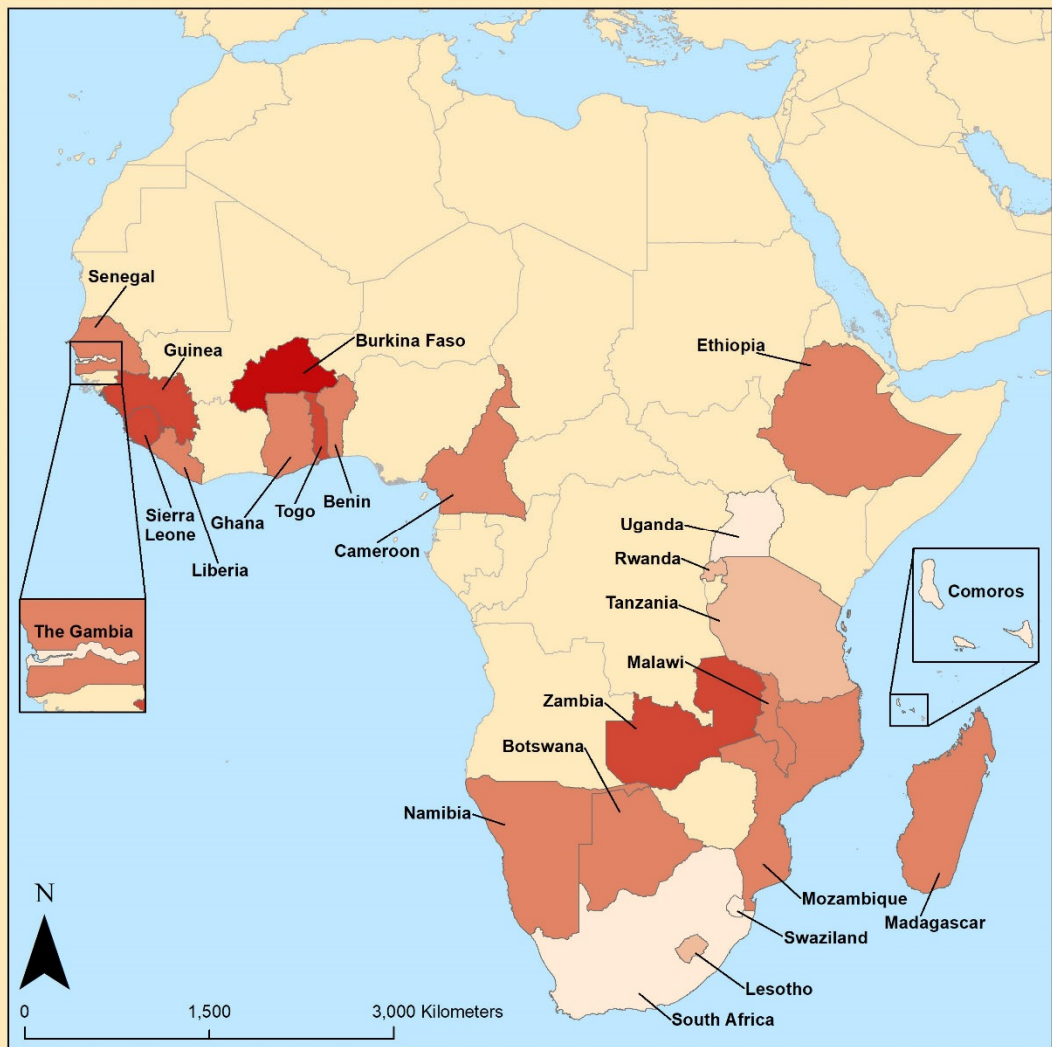 Senegal
Guinea
Burkina Faso
Ethiopia
Sierra
Leone
Liberia
Ghana
Togo
Benin
Cameroon
Uganda
Rwanda
Tanzania
Comoros
The Gambia
Malawi
Zambia
Botswana
Namibia
Mozambique
Madagascar
Swaziland
Lesotho
South Africa
N
0 1,500 3,000 Kilometers